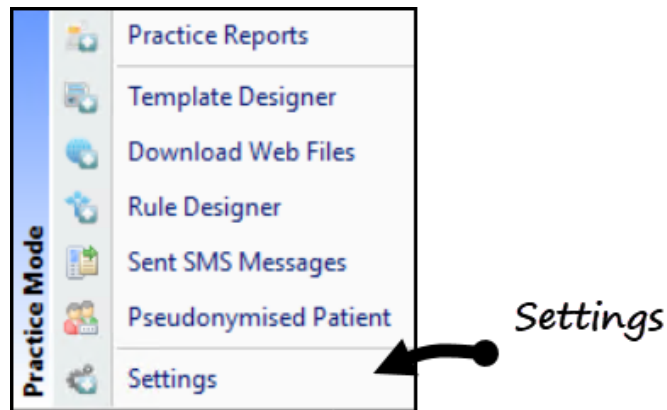 Practice Reports
Template Designer
Download Web Files
Rule Designer
Sent SMS Messages
Pseudonymised Patient
Settings
Practice Mode
Settings